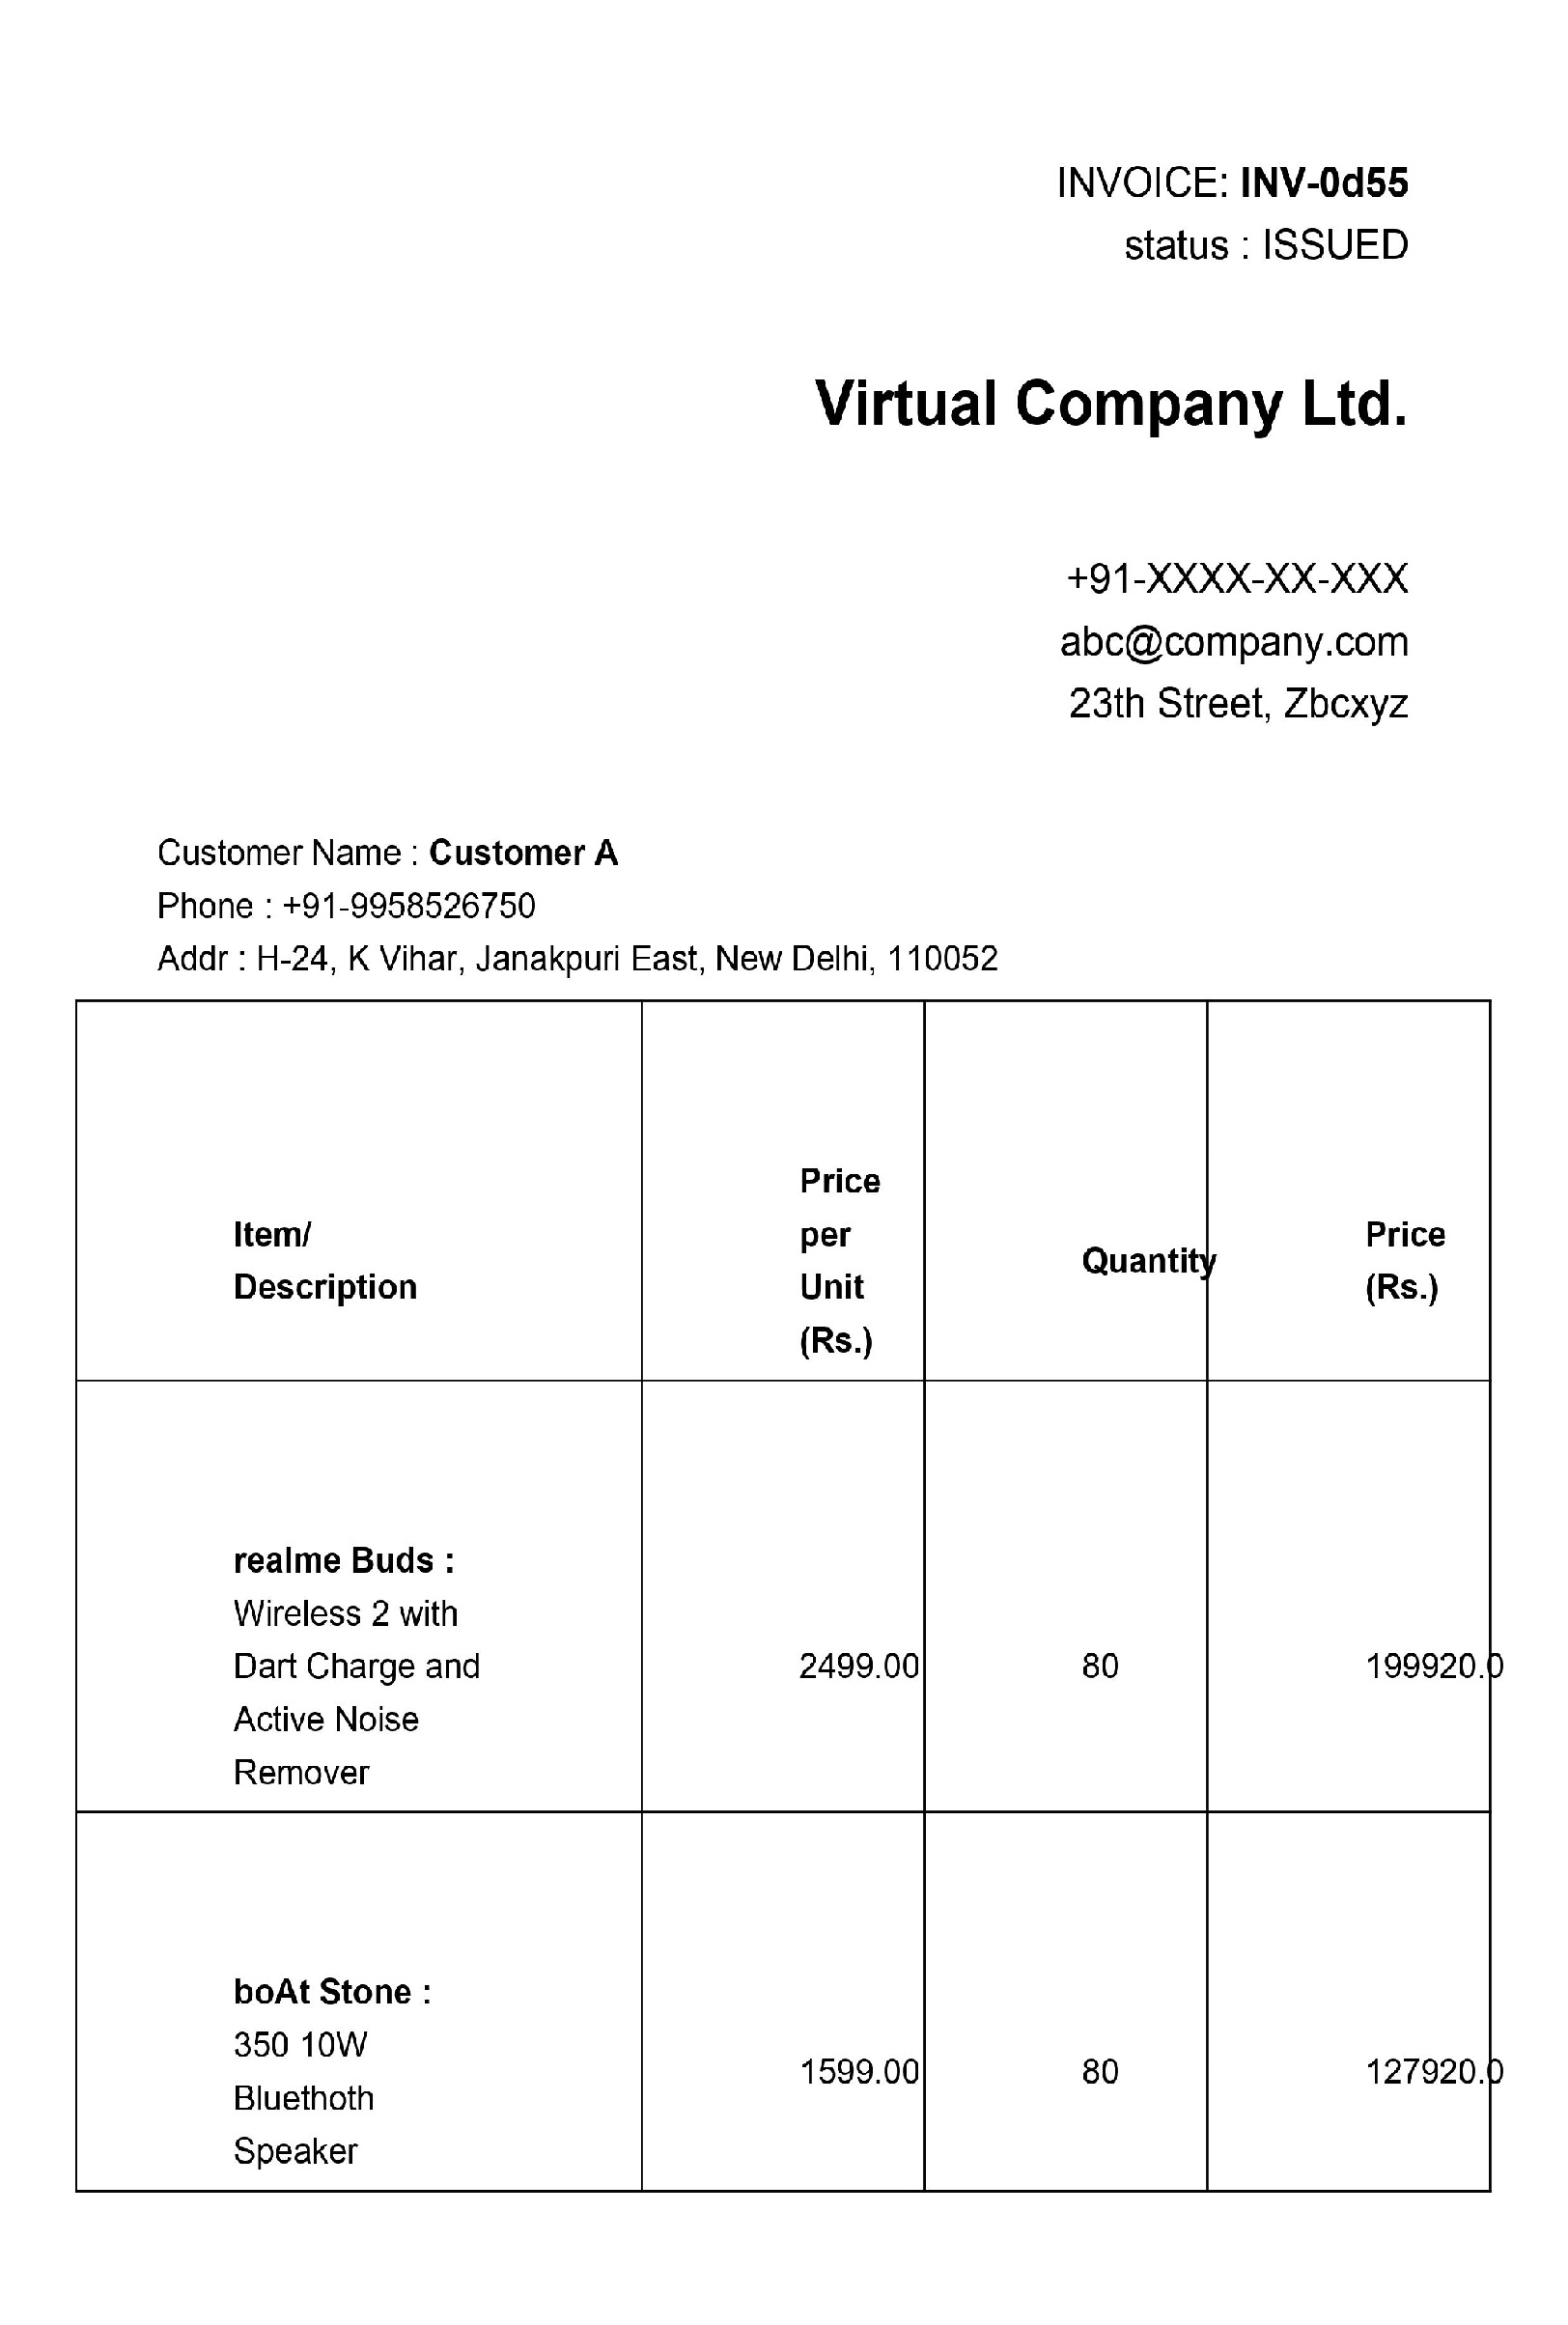 INVOICE: INV-0d55
status : ISSUED
Virtual Company Ltd.
+91-XXXX-XX-XXX
abc@company.com
23th Street, Zbcxyz
Customer Name : Customer A
Phone : +91-9958526750
Addr : H-24, K Vihar, Janakpuri East, New Delhi, 110052
Item/
Description
Price
per
Unit
(Rs.)
Quantity
Price
(Rs.)
realme Buds :
Wireless 2 with
Dart Charge and
Active Noise
Remover
2499.00
80
199920.0
boAt Stone :
350 10W
Bluethoth
Speaker
1599.00
80
127920.0